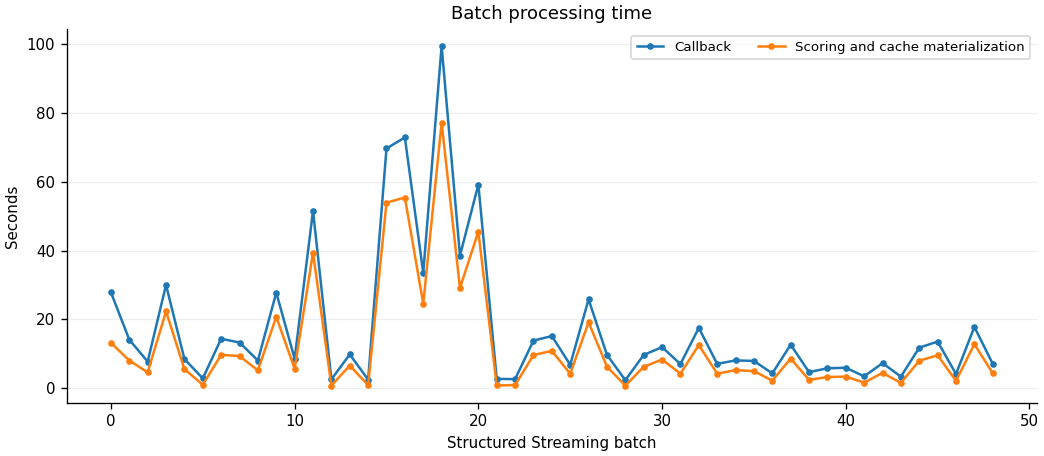 Batch processing time
Callback
Scoring and cache materialization
Seconds
100
80
60
40
20
0
0 10 20 30 40 50
Structured Streaming batch